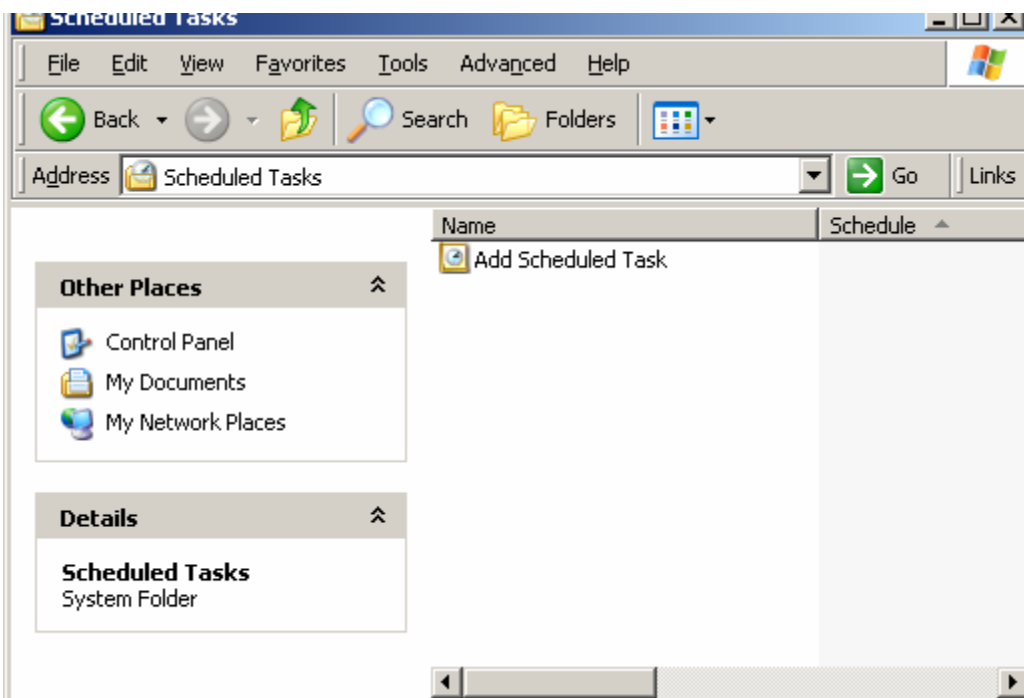 Scheduled Tasks
File Edit View Favorites Tools Advanced Help
Back Search Folders
Address Scheduled Tasks Go Links
Name Schedule
Add Scheduled Task
Other Places
Control Panel
My Documents
My Network Places
Details
Scheduled Tasks
System Folder